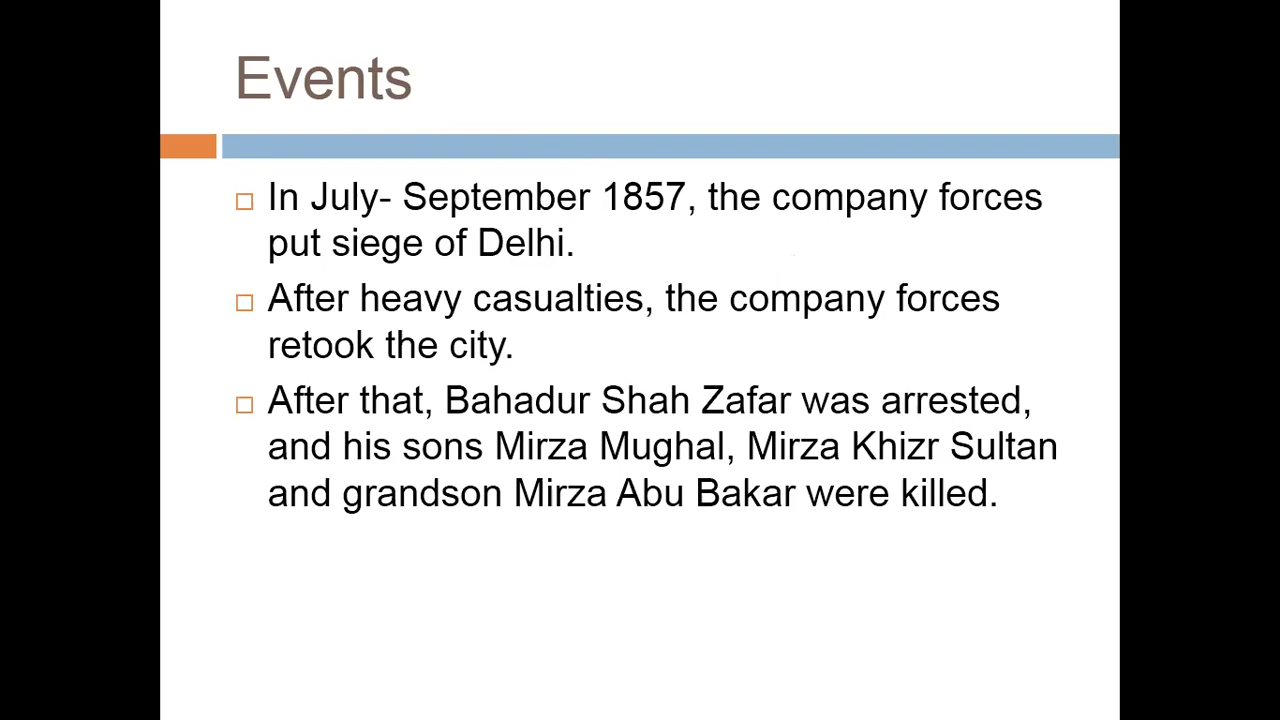 Events
In July- September 1857, the company forces
put siege of Delhi.
After heavy casualties, the company forces
retook the city.
After that, Bahadur Shah Zafar was arrested,
and his sons Mirza Mughal, Mirza Khizr Sultan
and grandson Mirza Abu Bakar were killed.